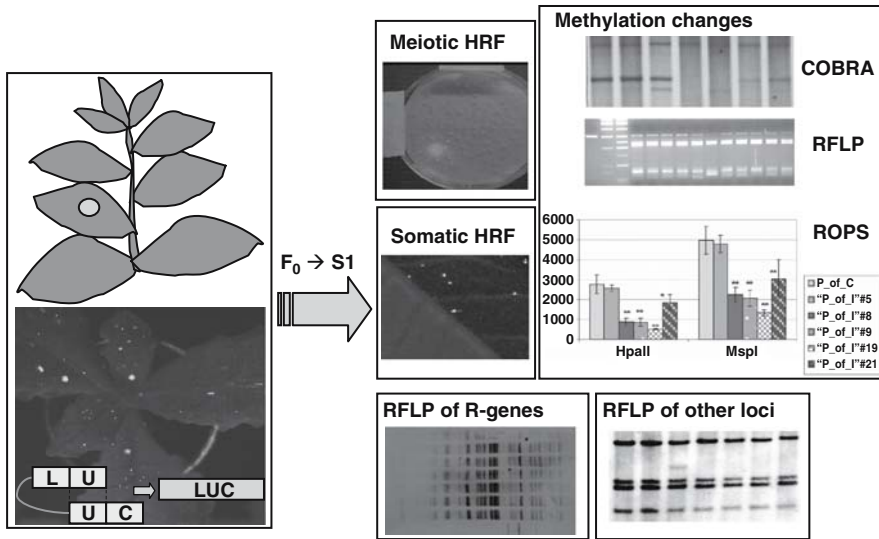 Meiotic HRF
Methylation changes
COBRA
RFLP
F0 → S1
Somatic HRF
ROPS
6000
5000
4000
3000
2000
1000
0
** ** ** *
** ** ** **
HpaII
MspI
P_of_C
"P_of_I"#5
"P_of_I"#8
"P_of_I"#9
"P_of_I"#19
"P_of_I"#21
L U
U C
LUC
RFLP of R-genes
RFLP of other loci